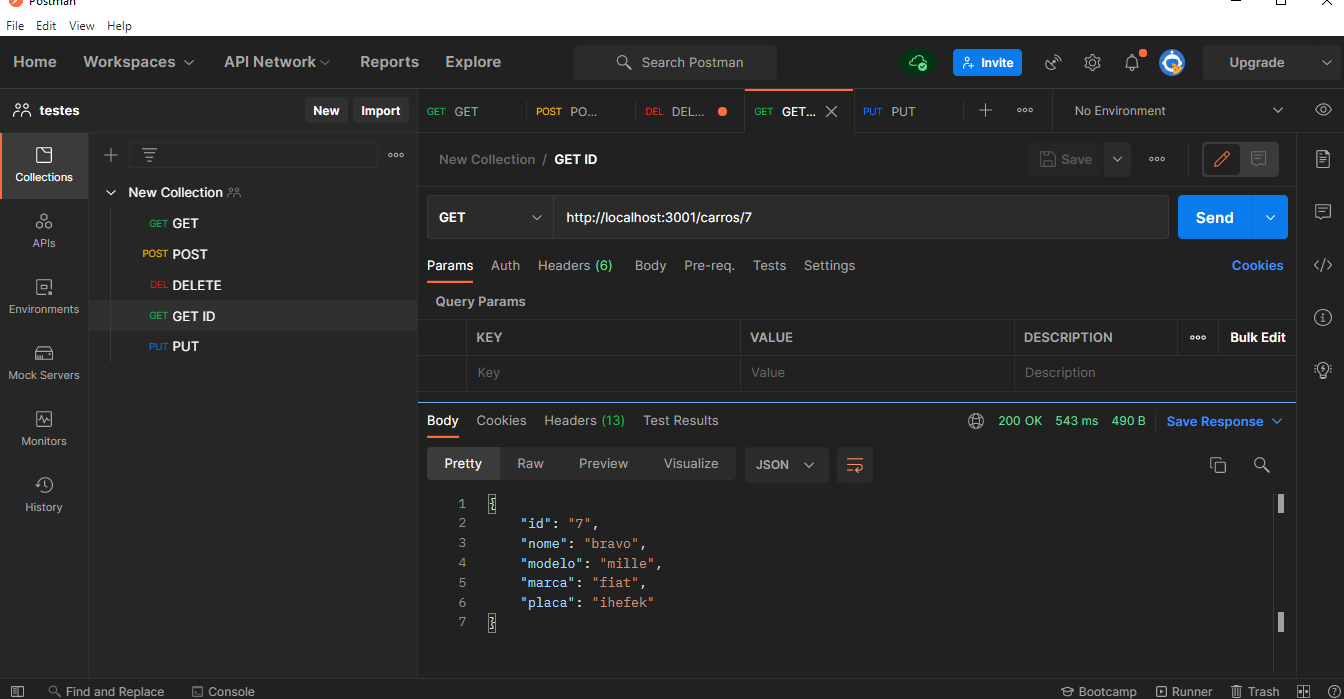 Postman
File Edit View Help
Home Workspaces API Network Reports Explore Search Postman Invite Upgrade
testes New Import
GET GET POST PO... DEL DEL... GET GET... PUT PUT No Environment
New Collection / GET ID Save
Collections
APIs
Environments
Mock Servers
Monitors
History
New Collection
GET GET
POST POST
DEL DELETE
GET GET ID
PUT PUT
GET http://localhost:3001/carros/7 Send
Params Auth Headers (6) Body Pre-req. Tests Settings Cookies
Query Params
KEY VALUE DESCRIPTION Bulk Edit
Key Value Description
Body Cookies Headers (13) Test Results 200 OK 543 ms 490 B Save Response
Pretty Raw Preview Visualize JSON
1 {
2 "id": "7",
3 "nome": "bravo",
4 "modelo": "mille",
5 "marca": "fiat",
6 "placa": "ihefek"
7 }
Find and Replace Console Bootcamp Runner Trash